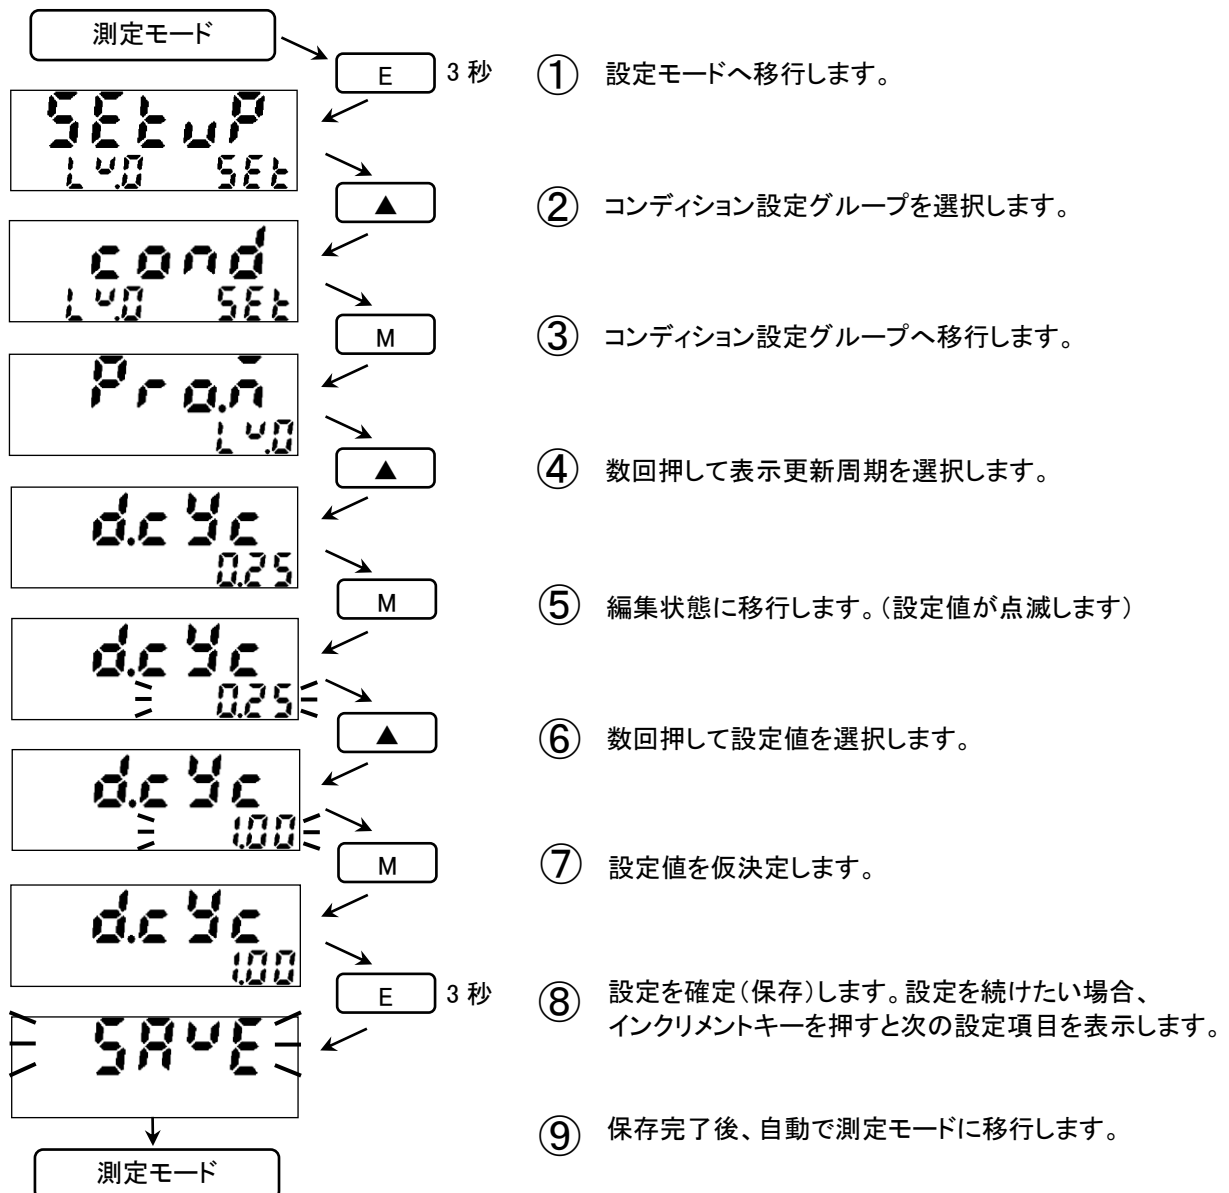 測定モード
E 3 秒 ① 設定モードへ移行します。
SEtuP
Lv.0 SEt
▲ ② コンディション設定グループを選択します。
cond
Lv.0 SEt
M ③ コンディション設定グループへ移行します。
Pro.n̄
Lv.0
▲ ④ 数回押して表示更新周期を選択します。
d.cYc
0.25
M ⑤ 編集状態に移行します。(設定値が点滅します)
d.cYc
0.25
▲ ⑥ 数回押して設定値を選択します。
d.cYc
1.00
M ⑦ 設定値を仮決定します。
d.cYc
1.00
E 3 秒 ⑧ 設定を確定(保存)します。設定を続けたい場合、
インクリメントキーを押すと次の設定項目を表示します。
SAvE
⑨ 保存完了後、自動で測定モードに移行します。
測定モード